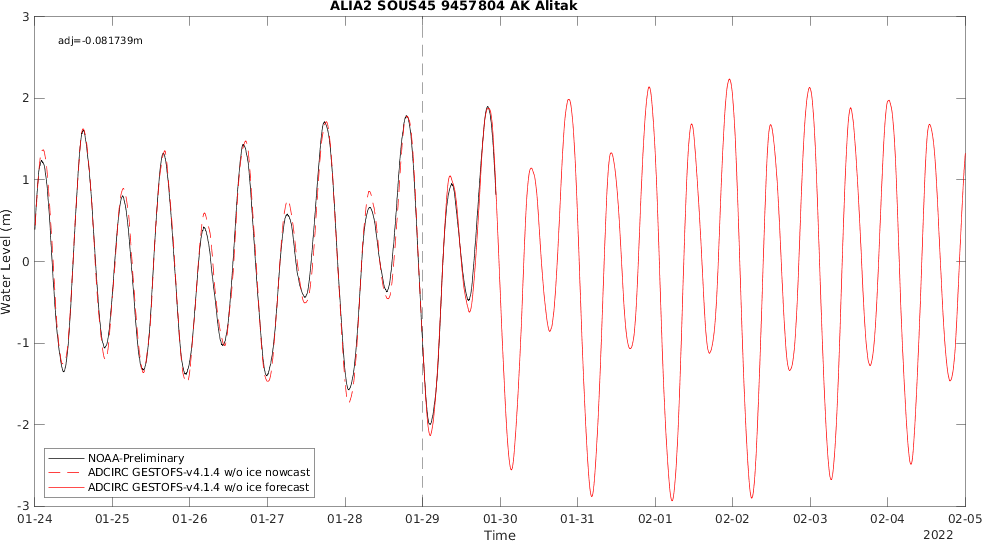 ALIA2 SOUS45 9457804 AK Alitak
adj=-0.081739m
3
2
1
0
-1
-2
-3
Water Level (m)
NOAA-Preliminary
ADCIRC GESTOFS-v4.1.4 w/o ice nowcast
ADCIRC GESTOFS-v4.1.4 w/o ice forecast
01-24 01-25 01-26 01-27 01-28 01-29 01-30 01-31 02-01 02-02 02-03 02-04 02-05
Time
2022